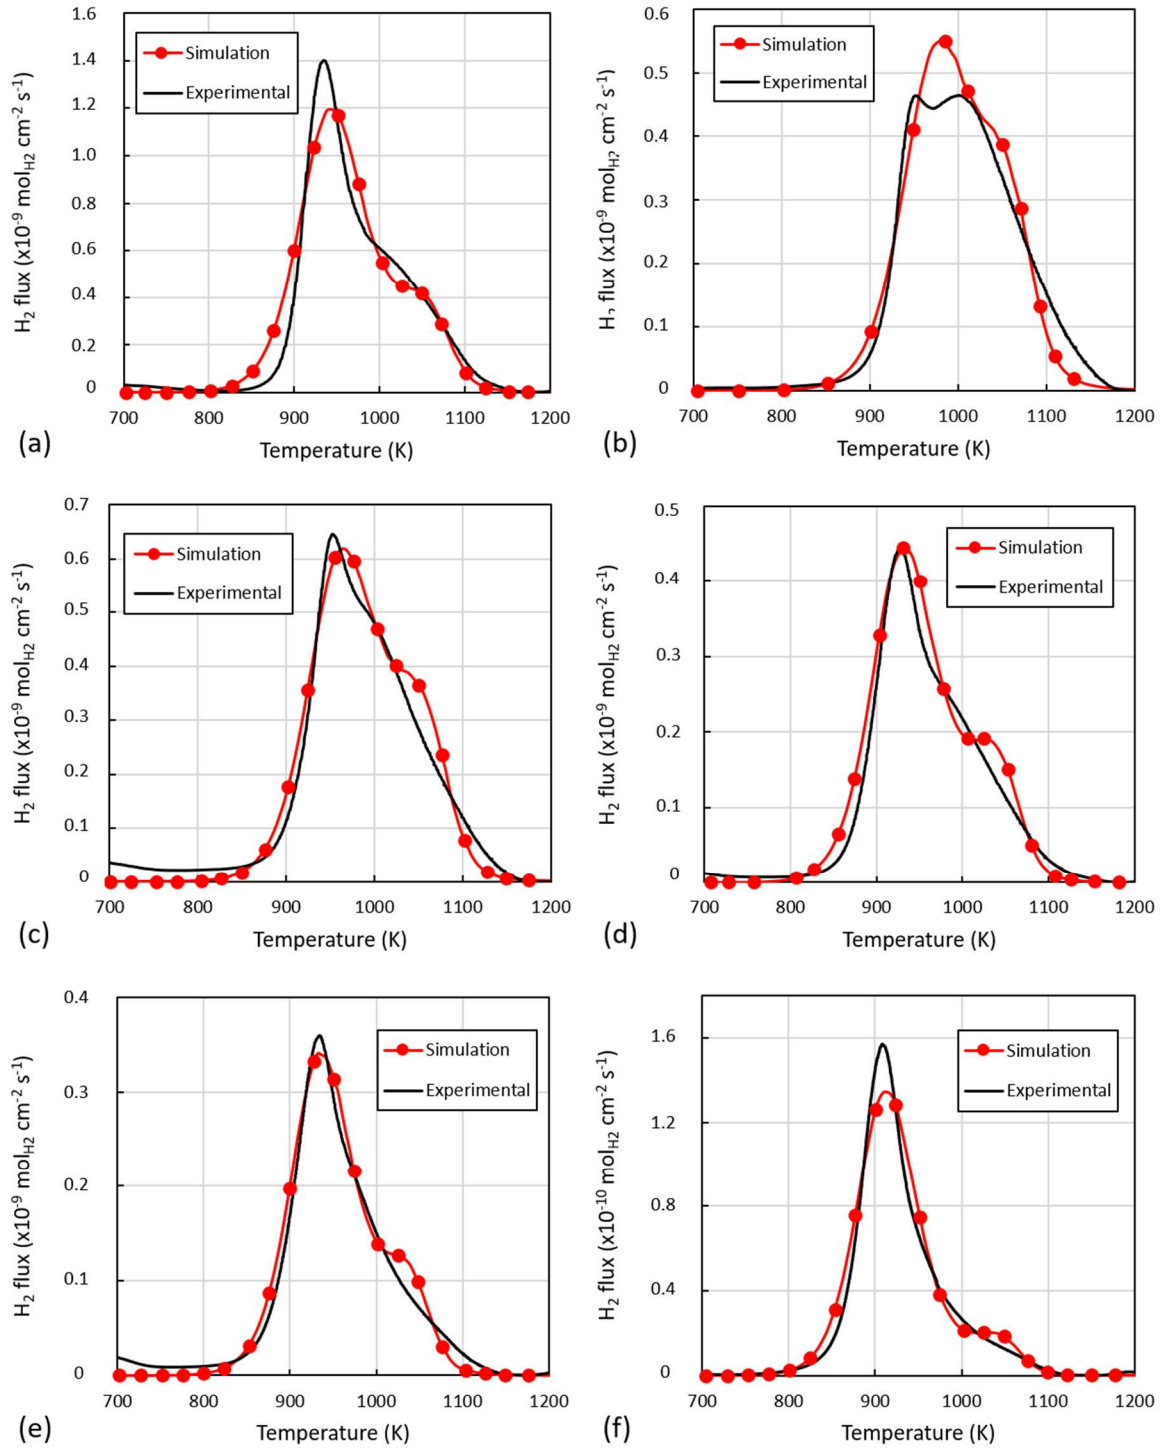 H2 flux (x10-9 molH2 cm-2 s-1)
1.6
1.4
1.2
1.0
0.8
0.6
0.4
0.2
0
Simulation
Experimental
700 800 900 1000 1100 1200
Temperature (K)
(a)
H2 flux (x10-9 molH2 cm-2 s-1)
0.6
0.5
0.4
0.3
0.2
0.1
0
Simulation
Experimental
700 800 900 1000 1100 1200
Temperature (K)
(b)
H2 flux (x10-9 molH2 cm-2 s-1)
0.7
0.6
0.5
0.4
0.3
0.2
0.1
0
Simulation
Experimental
700 800 900 1000 1100 1200
Temperature (K)
(c)
H2 flux (x10-9 molH2 cm-2 s-1)
0.5
0.4
0.3
0.2
0.1
0
Simulation
Experimental
700 800 900 1000 1100 1200
Temperature (K)
(d)
H2 flux (x10-9 molH2 cm-2 s-1)
0.4
0.3
0.2
0.1
0
Simulation
Experimental
700 800 900 1000 1100 1200
Temperature (K)
(e)
H2 flux (x10-10 molH2 cm-2 s-1)
1.6
1.2
0.8
0.4
0
Simulation
Experimental
700 800 900 1000 1100 1200
Temperature (K)
(f)